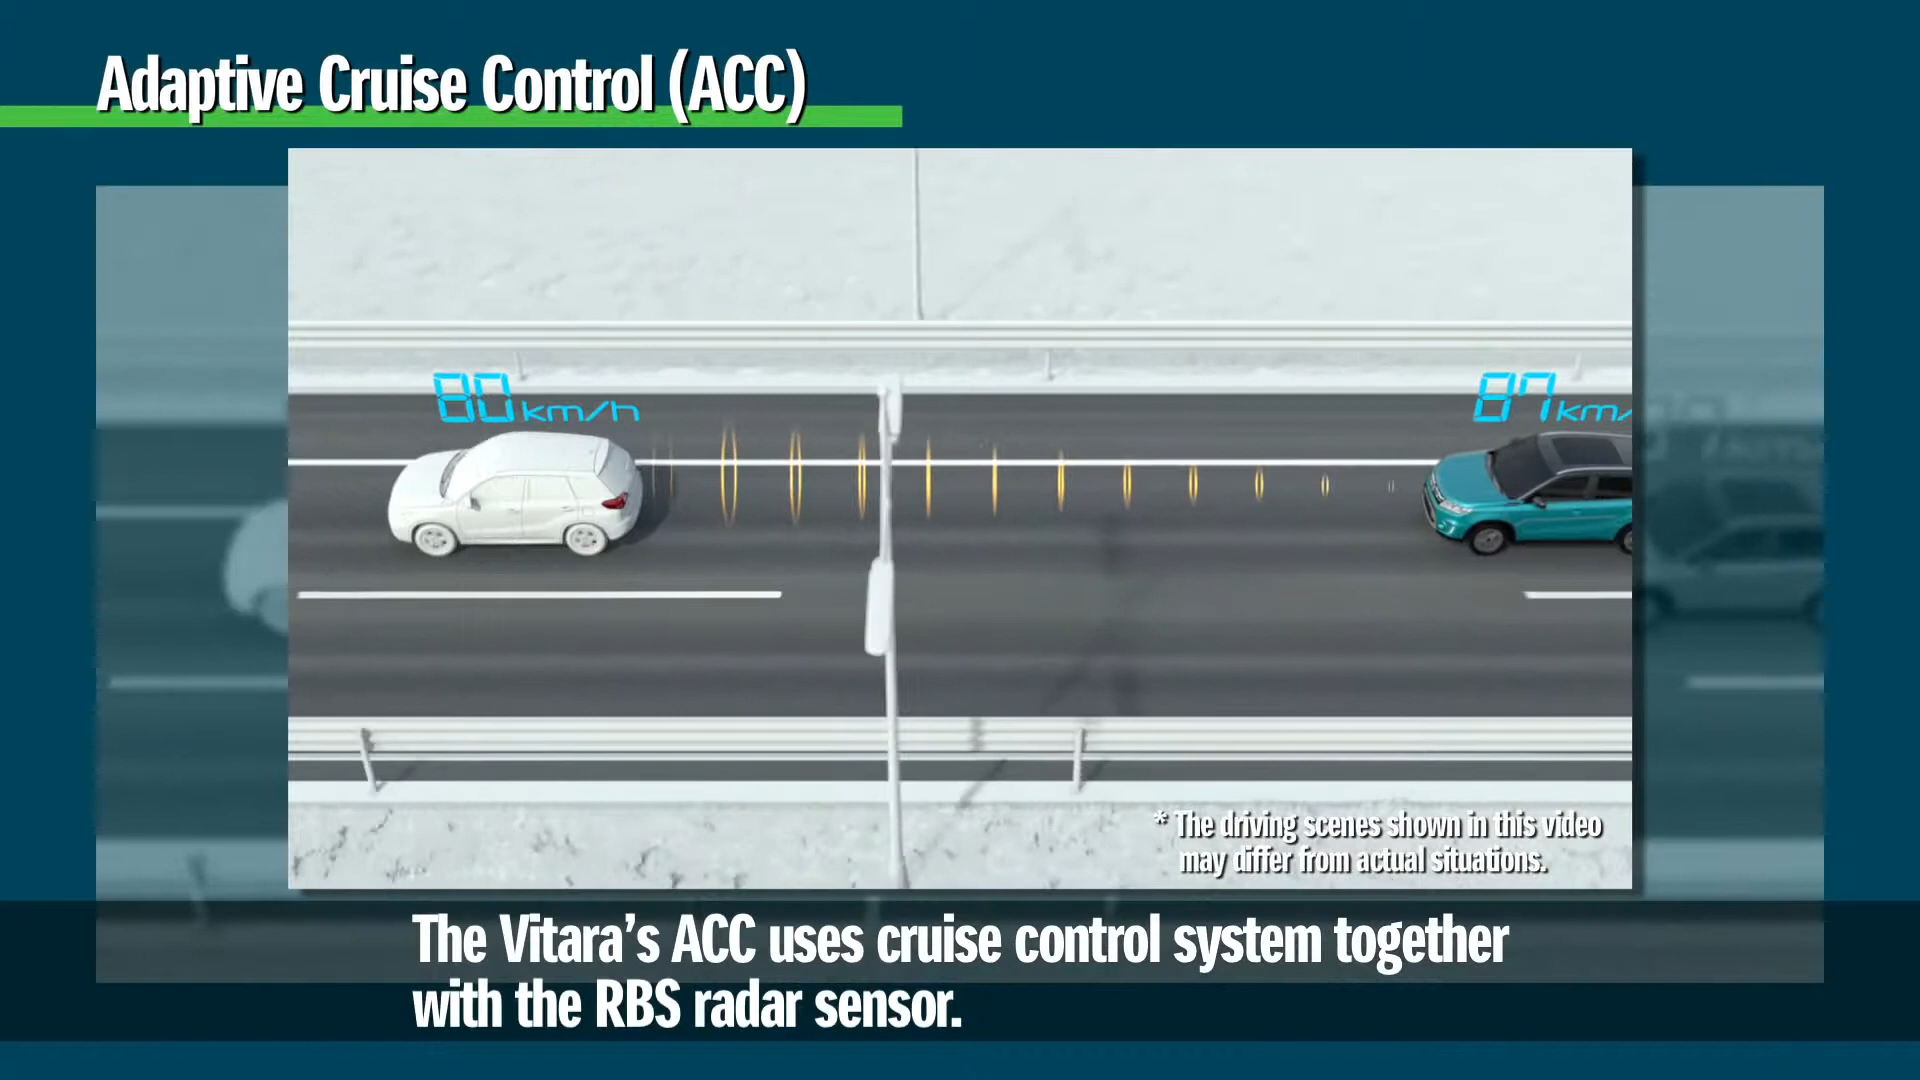 Adaptive Cruise Control (ACC)
80 km/h
87 km/
* The driving scenes shown in this video
may differ from actual situations.
The Vitara’s ACC uses cruise control system together
with the RBS radar sensor.